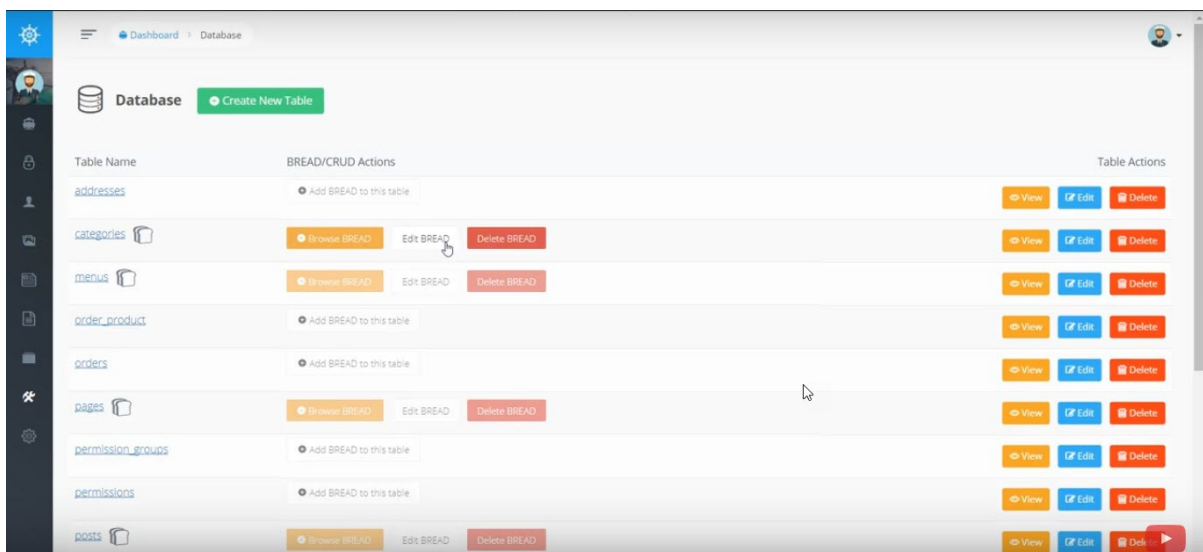 Dashboard > Database
Database Create New Table
Table Name BREAD/CRUD Actions Table Actions
addresses Add BREAD to this table View Edit Delete
categories Browse BREAD Edit BREAD Delete BREAD View Edit Delete
menus Browse BREAD Edit BREAD Delete BREAD View Edit Delete
order_product Add BREAD to this table View Edit Delete
orders Add BREAD to this table View Edit Delete
pages Browse BREAD Edit BREAD Delete BREAD View Edit Delete
permission_groups Add BREAD to this table View Edit Delete
permissions Add BREAD to this table View Edit Delete
posts Browse BREAD Edit BREAD Delete BREAD View Edit